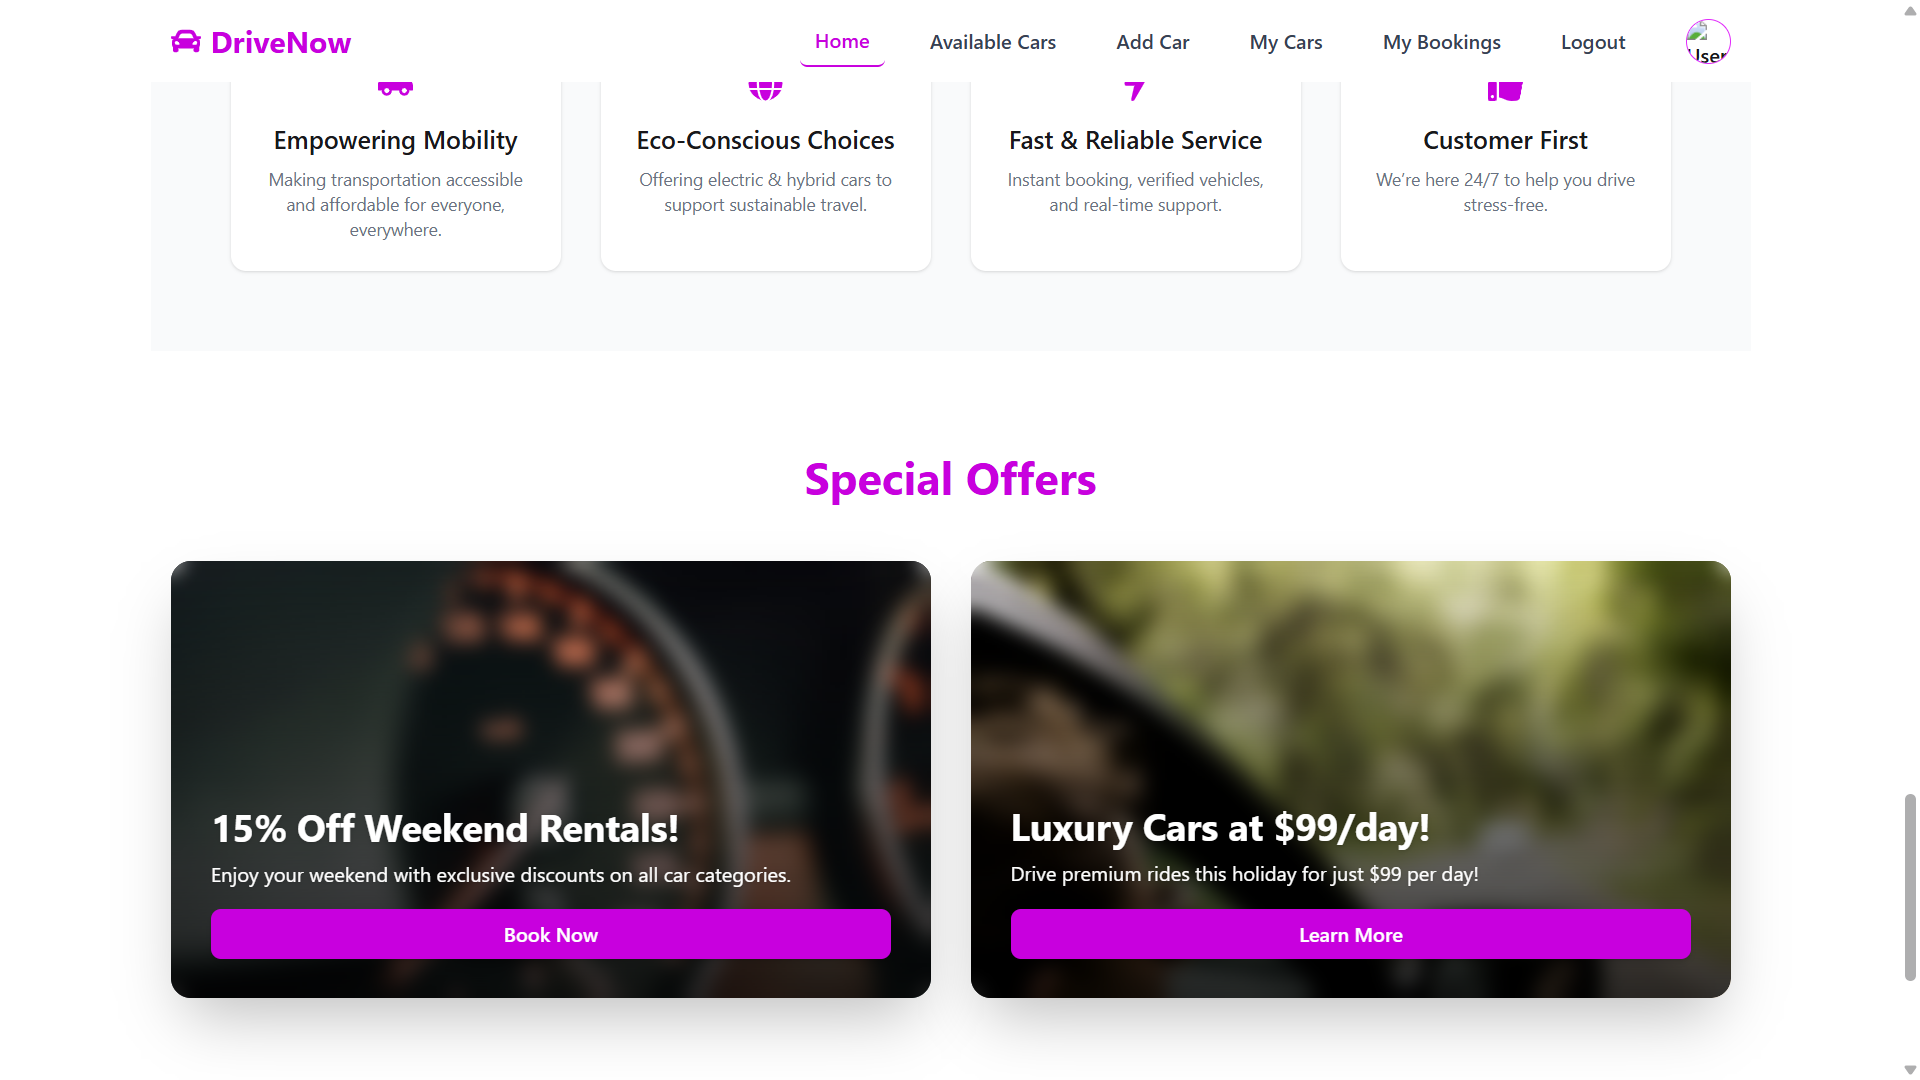 DriveNow
Home
Available Cars
Add Car
My Cars
My Bookings
Logout
User
Empowering Mobility
Making transportation accessible
and affordable for everyone,
everywhere.
Eco-Conscious Choices
Offering electric & hybrid cars to
support sustainable travel.
Fast & Reliable Service
Instant booking, verified vehicles,
and real-time support.
Customer First
We’re here 24/7 to help you drive
stress-free.
Special Offers
15% Off Weekend Rentals!
Enjoy your weekend with exclusive discounts on all car categories.
Book Now
Luxury Cars at $99/day!
Drive premium rides this holiday for just $99 per day!
Learn More